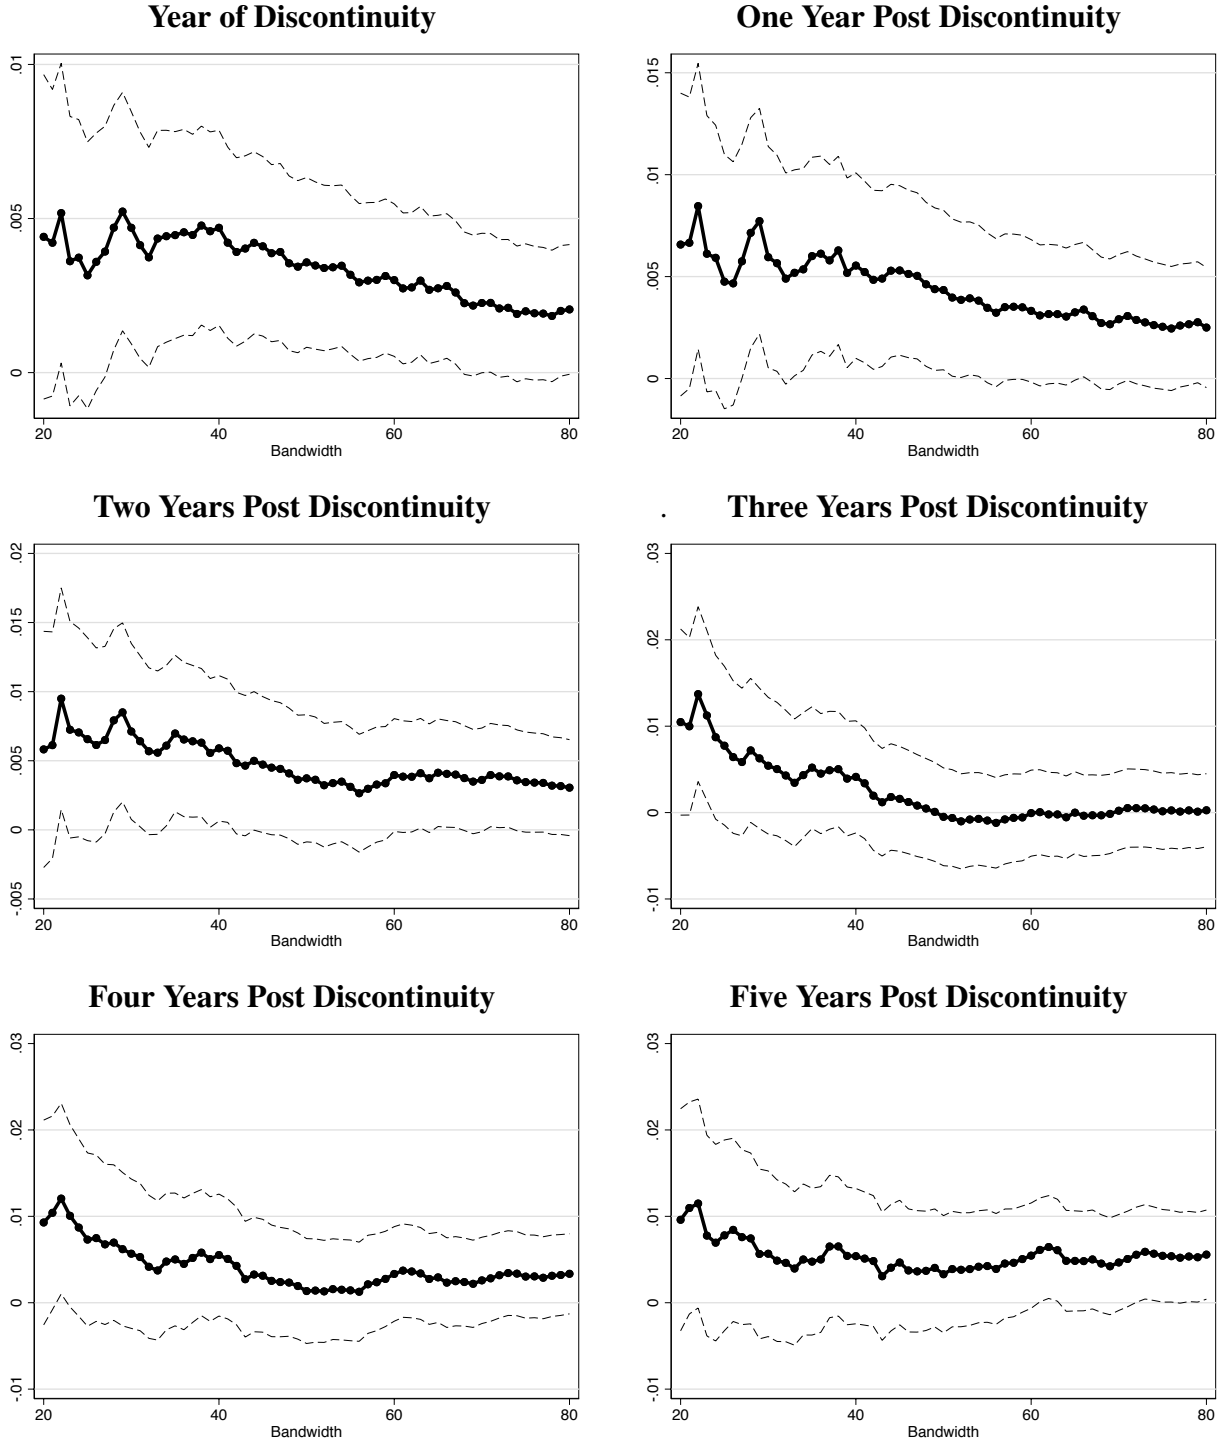 Year of Discontinuity
.01
.005
0
20 40 60 80
Bandwidth
One Year Post Discontinuity
.015
.01
.005
0
20 40 60 80
Bandwidth
Two Years Post Discontinuity
.02
.015
.01
.005
0
-.005
20 40 60 80
Bandwidth
. Three Years Post Discontinuity
.03
.02
.01
0
-.01
20 40 60 80
Bandwidth
Four Years Post Discontinuity
.03
.02
.01
0
-.01
20 40 60 80
Bandwidth
Five Years Post Discontinuity
.03
.02
.01
0
-.01
20 40 60 80
Bandwidth